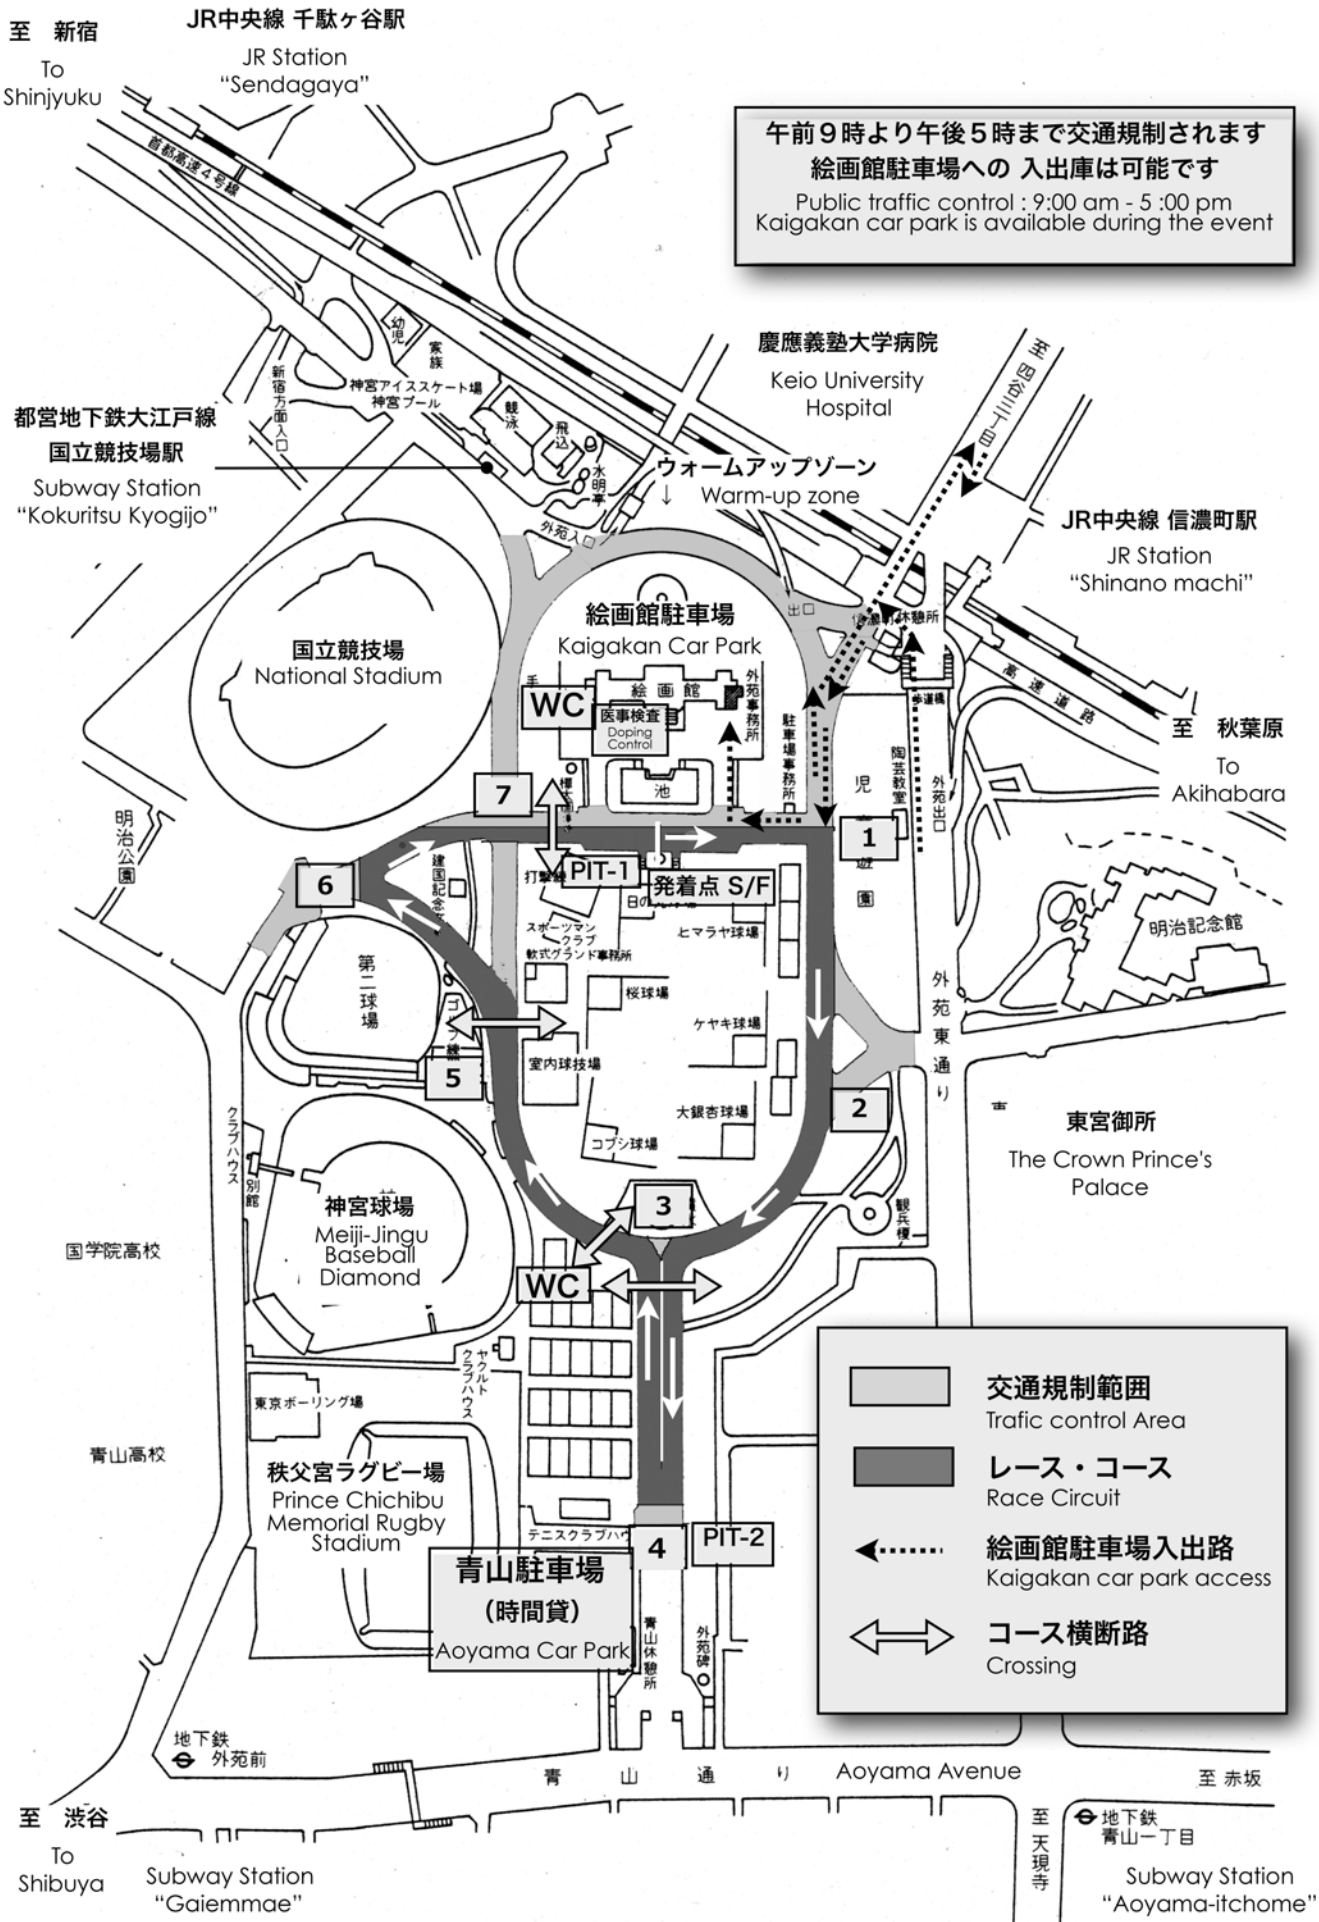 至 新宿
To
Shinjyuku
JR中央線 千駄ヶ谷駅
JR Station
“Sendagaya”
首都高速4号線
午前９時より午後５時まで交通規制されます
絵画館駐車場への 入出庫は可能です
Public traffic control : 9:00 am - 5 :00 pm
Kaigakan car park is available during the event
慶應義塾大学病院
Keio University
Hospital
至 四谷三丁目
幼児
家族
神宮アイススケート場
神宮プール
新宿方面入口
競泳
飛込
水明亭
都営地下鉄大江戸線
国立競技場駅
Subway Station
“Kokuritsu Kyogijo”
ウォームアップゾーン
↓ Warm-up zone
外苑入口
JR中央線 信濃町駅
JR Station
“Shinano machi”
出口
休憩所
絵画館駐車場
Kaigakan Car Park
国立競技場
National Stadium
高速道路
歩道橋
至 秋葉原
To
Akihabara
WC
絵画館
外苑事務所
医事検査
Doping
Control
駐車場事務所
陶芸教室
外苑出口
池
7
児
1
遊
園
明治公園
6
PIT-1
発着点 S/F
スポーツマン
クラブ
軟式グランド事務所
ヒマラヤ球場
明治記念館
第二球場
桜球場
ケヤキ球場
外苑東通り
5
室内球技場
2
大銀杏球場
コブシ球場
東宮御所
The Crown Prince's
Palace
クラブハウス
別館
神宮球場
Meiji-Jingu
Baseball
Diamond
3
観兵榎
国学院高校
WC
ヤクルト
クラブハウス
東京ボーリング場
青山高校
秩父宮ラグビー場
Prince Chichibu
Memorial Rugby
Stadium
テニスクラブハウ
4
PIT-2
青山駐車場
（時間貸）
Aoyama Car Park
青山休憩所
外苑碑
交通規制範囲
Trafic control Area
レース・コース
Race Circuit
絵画館駐車場入出路
Kaigakan car park access
コース横断路
Crossing
地下鉄
外苑前
青山通り
Aoyama Avenue
至 赤坂
至 渋谷
To
Shibuya
Subway Station
“Gaiemmae”
至 天現寺
地下鉄
青山一丁目
Subway Station
“Aoyama-itchome”